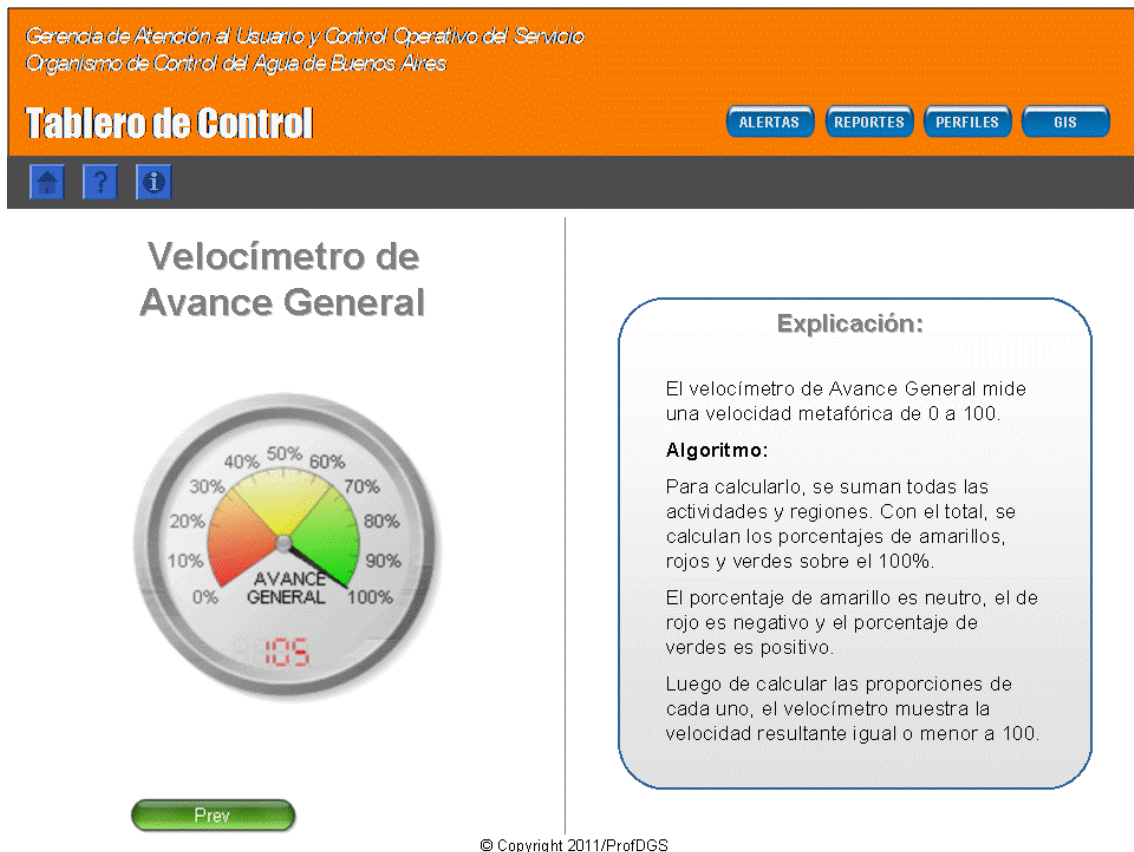 Gerencia de Atención al Usuario y Control Operativo del Servicio
Organismo de Control del Agua de Buenos Aires
Tablero de Control
ALERTAS REPORTES PERFILES GIS
?
i
Velocímetro de
Avance General
0%
10%
20%
30%
40%
50%
60%
70%
80%
90%
100%
AVANCE
GENERAL
105
Prev
Explicación:
El velocímetro de Avance General mide
una velocidad metafórica de 0 a 100.
Algoritmo:
Para calcularlo, se suman todas las
actividades y regiones. Con el total, se
calculan los porcentajes de amarillos,
rojos y verdes sobre el 100%.
El porcentaje de amarillo es neutro, el de
rojo es negativo y el porcentaje de
verdes es positivo.
Luego de calcular las proporciones de
cada uno, el velocímetro muestra la
velocidad resultante igual o menor a 100.
© Copyright 2011/ProfDGS